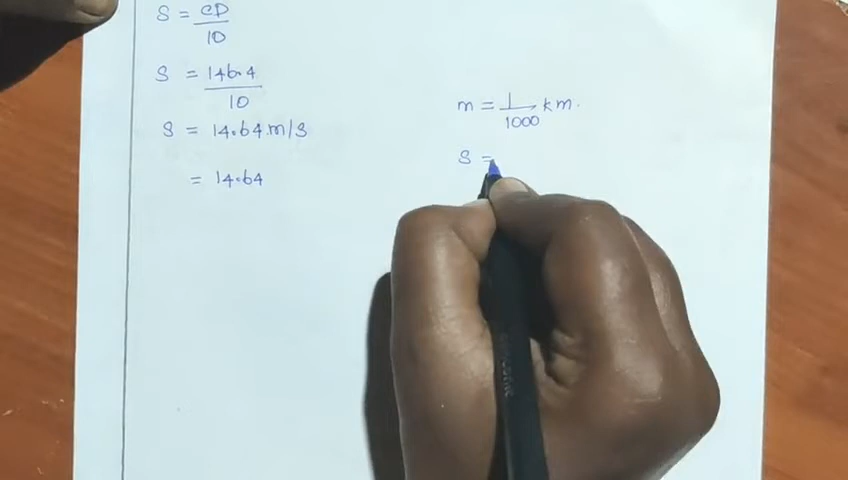 S = CD/10
S = 146.4/10
S = 14.64 m/s
= 14.64
m = 1/1000 km.
S =